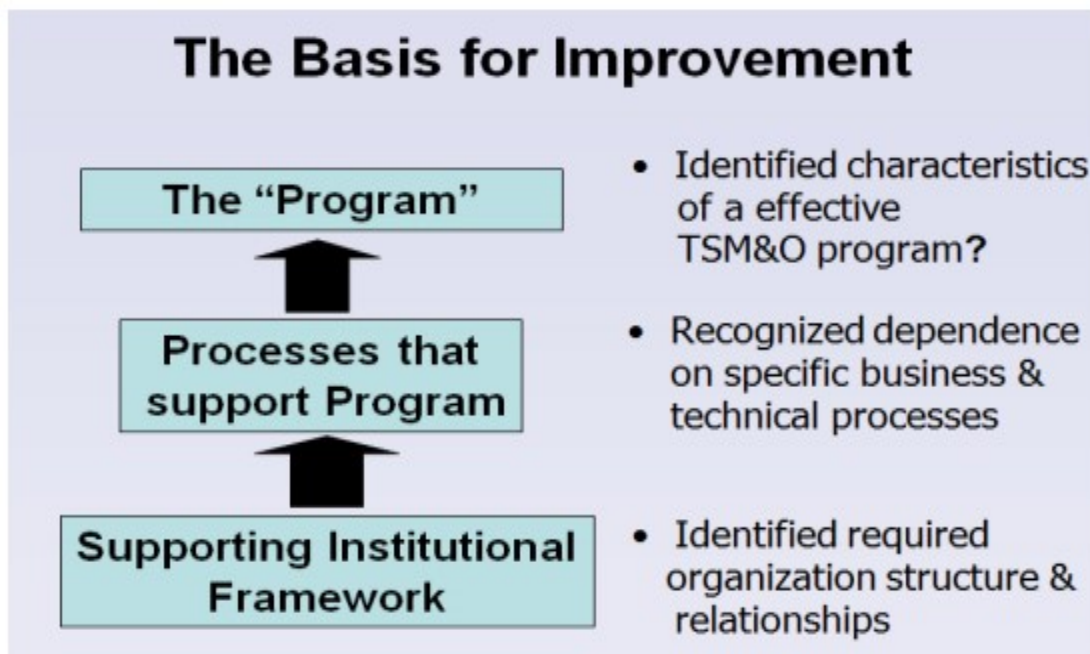 The Basis for Improvement
The “Program”
• Identified characteristics
of a effective
TSM&O program?
Processes that
support Program
• Recognized dependence
on specific business &
technical processes
Supporting Institutional
Framework
• Identified required
organization structure &
relationships